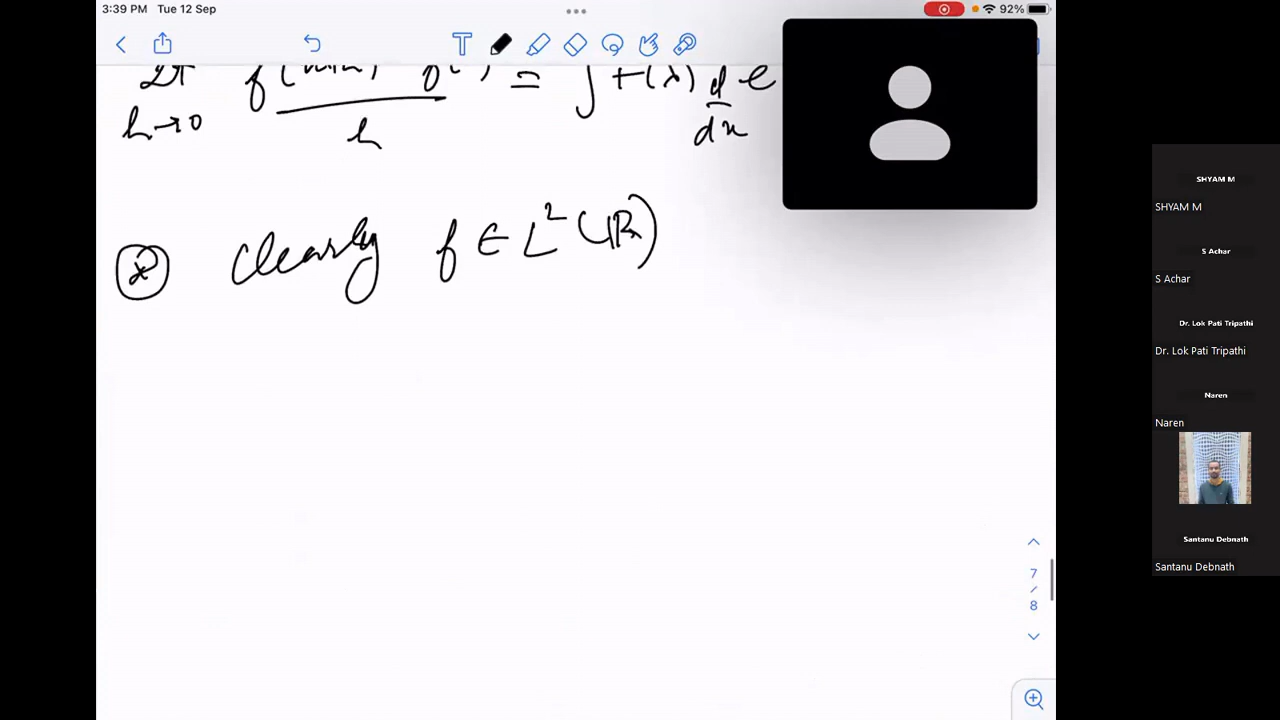 3:39 PM Tue 12 Sep
92%
Lt
h→0
h
= ∫ F(λ) d/dx e
⊛ clearly f ∈ L²(ℝ)
7
/
8
SHYAM M
SHYAM M
S Achar
S Achar
Dr. Lok Pati Tripathi
Dr. Lok Pati Tripathi
Naren
Naren
Santanu Debnath
Santanu Debnath